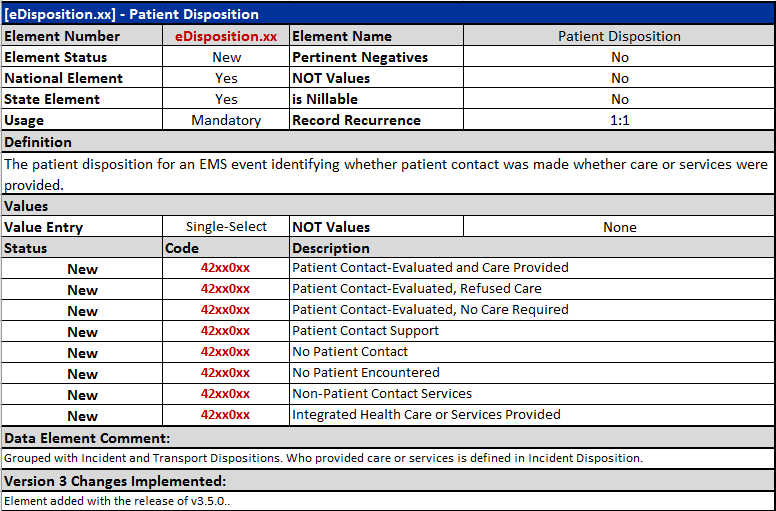 [eDisposition.xx] - Patient Disposition
Element Number eDisposition.xx Element Name Patient Disposition
Element Status New Pertinent Negatives No
National Element Yes NOT Values No
State Element Yes is Nillable No
Usage Mandatory Record Recurrence 1:1
Definition
The patient disposition for an EMS event identifying whether patient contact was made whether care or services were
provided.
Values
Value Entry Single-Select NOT Values None
Status Code Description
New 42xx0xx Patient Contact-Evaluated and Care Provided
New 42xx0xx Patient Contact-Evaluated, Refused Care
New 42xx0xx Patient Contact-Evaluated, No Care Required
New 42xx0xx Patient Contact Support
New 42xx0xx No Patient Contact
New 42xx0xx No Patient Encountered
New 42xx0xx Non-Patient Contact Services
New 42xx0xx Integrated Health Care or Services Provided
Data Element Comment:
Grouped with Incident and Transport Dispositions. Who provided care or services is defined in Incident Disposition.
Version 3 Changes Implemented:
Element added with the release of v3.5.0..